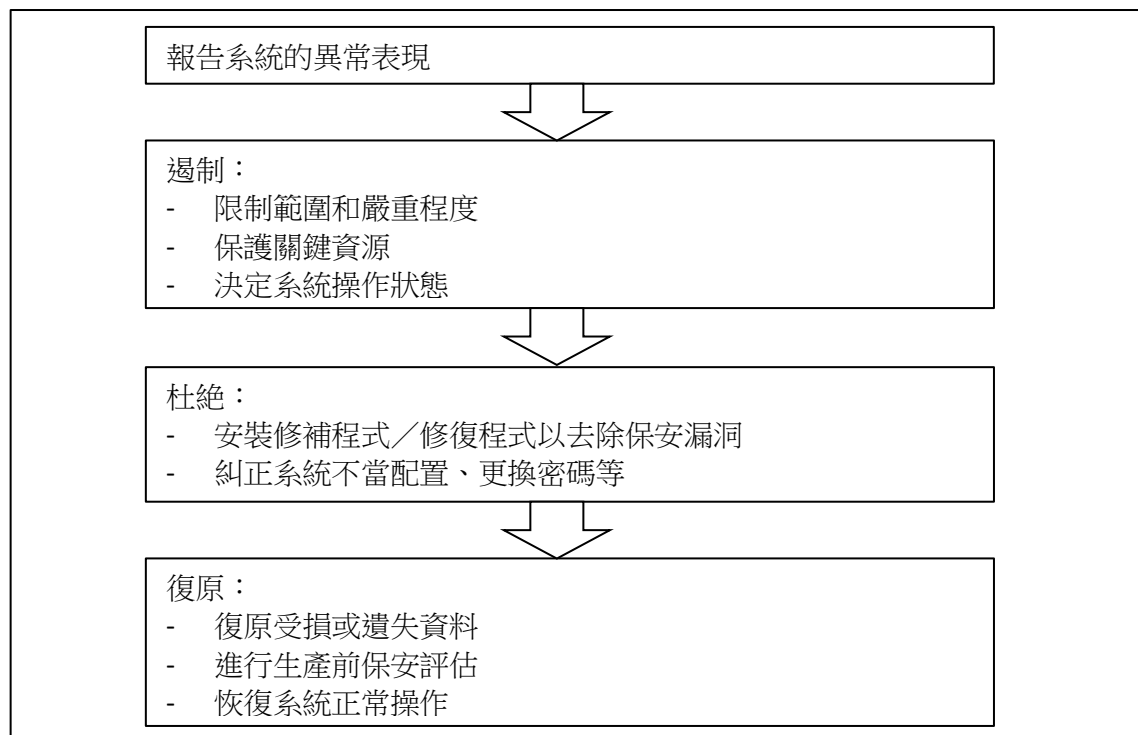 報告系統的異常表現
遏制：
- 限制範圍和嚴重程度
- 保護關鍵資源
- 決定系統操作狀態
杜絕：
- 安裝修補程式／修復程式以去除保安漏洞
- 糾正系統不當配置、更換密碼等
復原：
- 復原受損或遺失資料
- 進行生產前保安評估
- 恢復系統正常操作